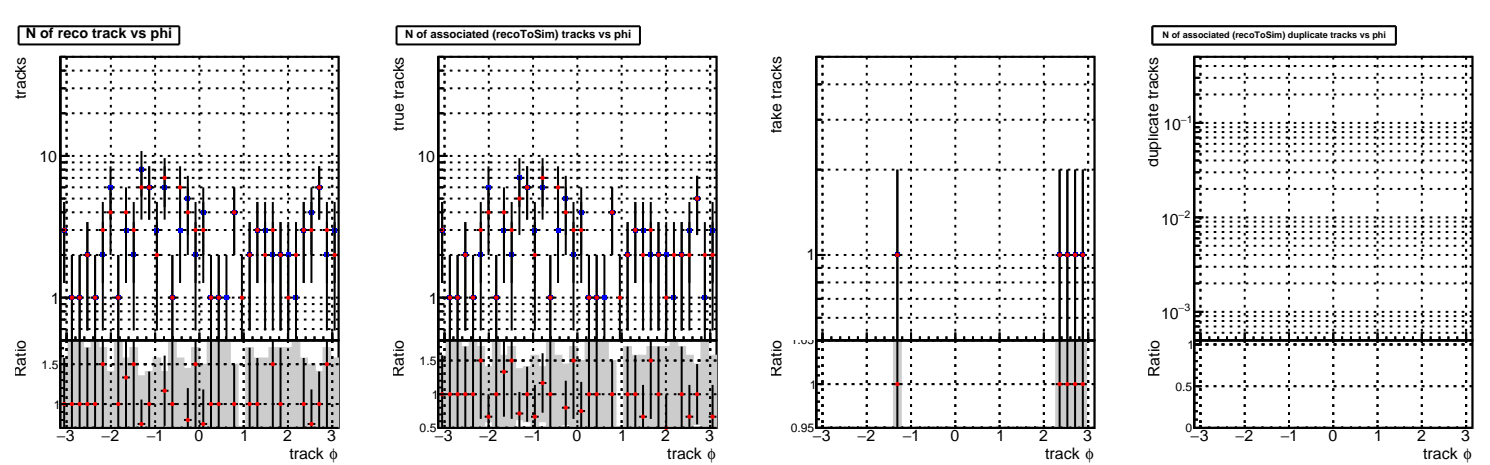 N of reco track vs phi
tracks
10
1
Ratio
1.5
1
−3 −2 −1 0 1 2 3
track ϕ
N of associated (recoToSim) tracks vs phi
true tracks
10
1
Ratio
1.5
1
0.5
−3 −2 −1 0 1 2 3
track ϕ
fake tracks
1
Ratio
1.05
1
0.95
−3 −2 −1 0 1 2 3
track ϕ
N of associated (recoToSim) duplicate tracks vs phi
duplicate tracks
10−1
10−2
10−3
Ratio
1
0.5
0
−3 −2 −1 0 1 2 3
track ϕ